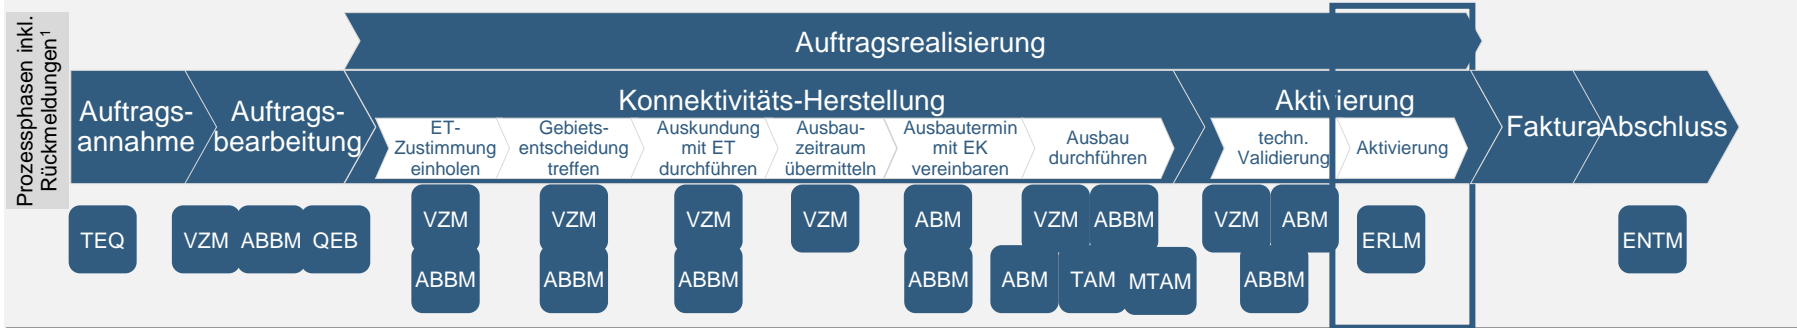 Prozessphasen inkl.
Rückmeldungen¹
Auftragsrealisierung
Auftrags-
annahme
Auftrags-
bearbeitung
Konnektivitäts-Herstellung
Aktivierung
Faktura
Abschluss
ET-
Zustimmung
einholen
Gebiets-
entscheidung
treffen
Auskundung
mit ET
durchführen
Ausbau-
zeitraum
übermitteln
Ausbautermin
mit EK
vereinbaren
Ausbau
durchführen
techn.
Validierung
Aktivierung
TEQ
VZM ABBM QEB
VZM
ABBM
VZM
ABBM
VZM
ABBM
VZM
ABM
ABBM
VZM ABBM
ABM TAM MTAM
VZM ABM
ABBM
ERLM
ENTM